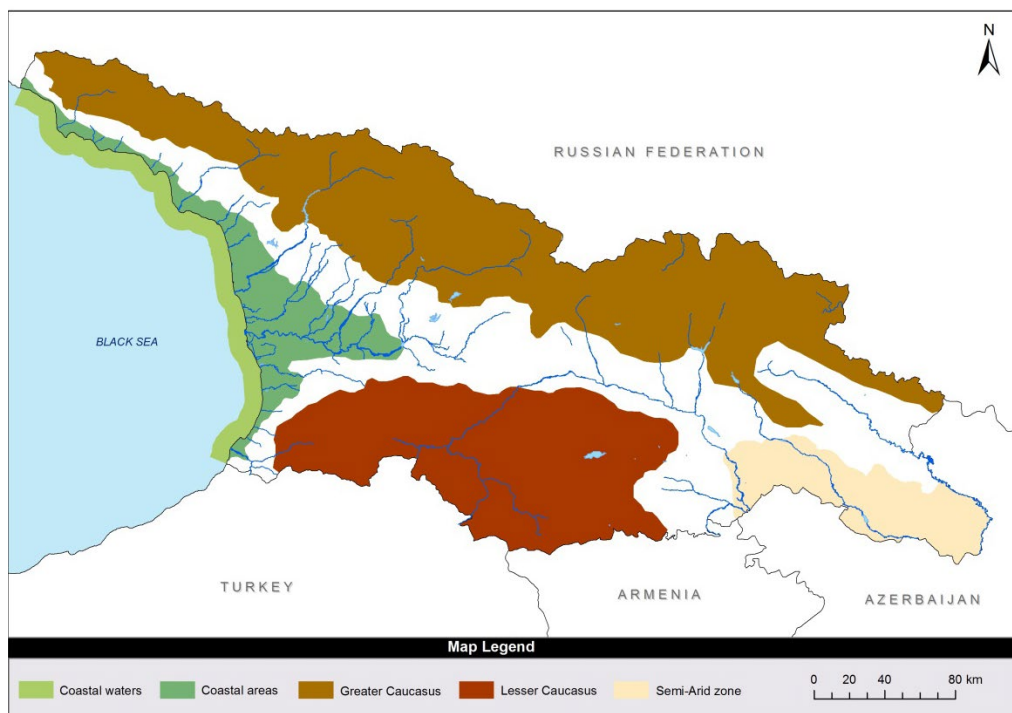 N
RUSSIAN FEDERATION
BLACK SEA
TURKEY
ARMENIA
AZERBAIJAN
Map Legend
Coastal waters
Coastal areas
Greater Caucasus
Lesser Caucasus
Semi-Arid zone
0 20 40 80 km